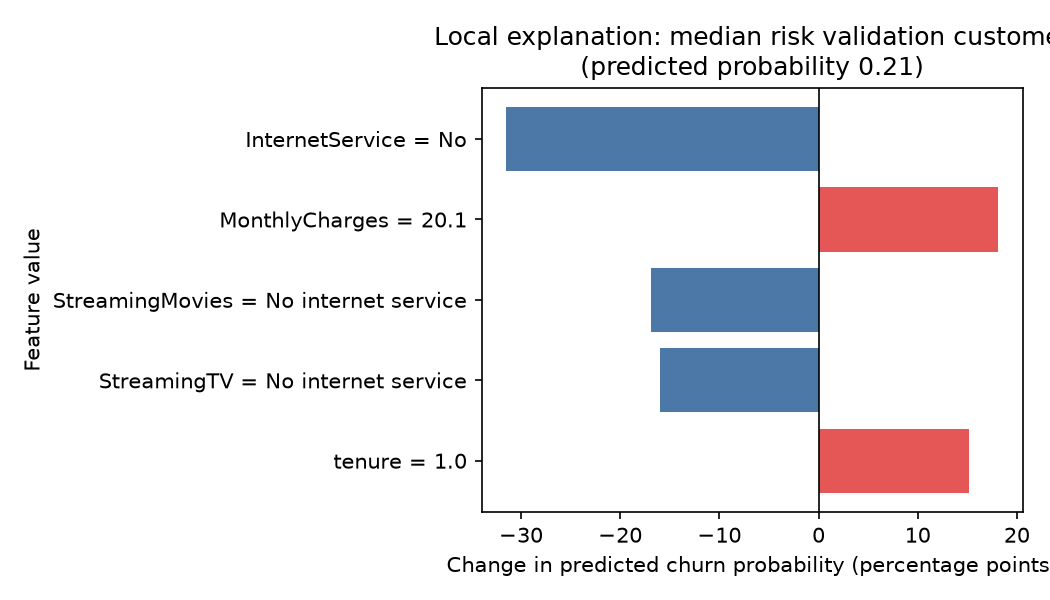 Local explanation: median risk validation custome
(predicted probability 0.21)
Feature value
InternetService = No
MonthlyCharges = 20.1
StreamingMovies = No internet service
StreamingTV = No internet service
tenure = 1.0
−30 −20 −10 0 10 20
Change in predicted churn probability (percentage points